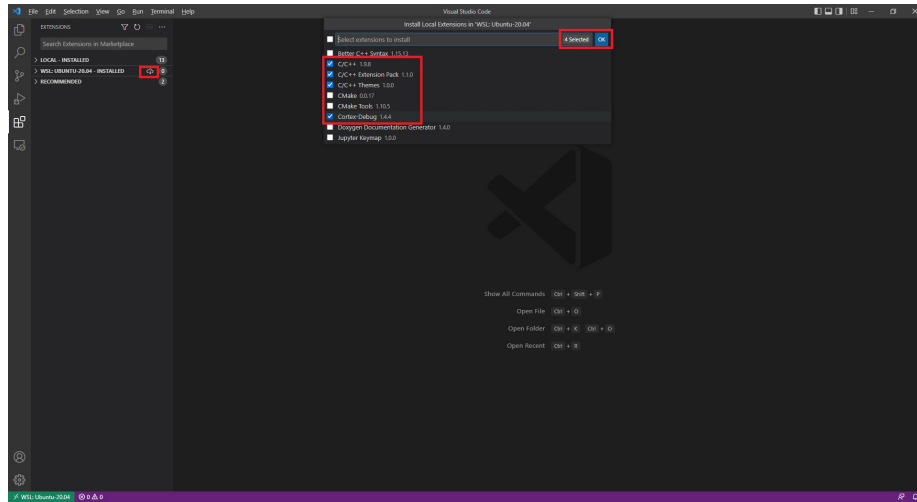 File Edit Selection View Go Run Terminal Help
Visual Studio Code
EXTENSIONS
Install Local Extensions in 'WSL: Ubuntu-20.04'
Search Extensions in Marketplace
Select extensions to install
4 Selected
OK
LOCAL - INSTALLED 13
WSL: UBUNTU-20.04 - INSTALLED 0
RECOMMENDED 2
Better C++ Syntax 1.15.13
C/C++ 1.9.8
C/C++ Extension Pack 1.1.0
C/C++ Themes 1.0.0
CMake 0.0.17
CMake Tools 1.10.5
Cortex-Debug 1.4.4
Doxygen Documentation Generator 1.4.0
Jupyter Keymap 1.0.0
Show All Commands Ctrl + Shift + P
Open File Ctrl + O
Open Folder Ctrl + K Ctrl + O
Open Recent Ctrl + R
WSL: Ubuntu-20.04 0 0